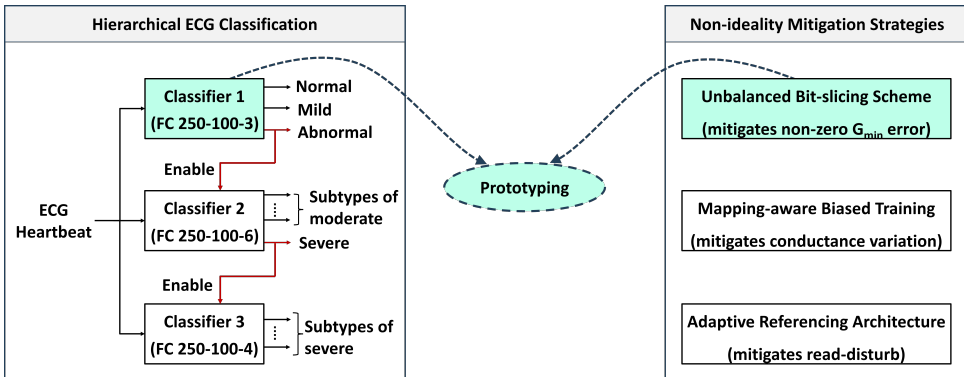 Hierarchical ECG Classification
Classifier 1
(FC 250-100-3)
Normal
Mild
Abnormal
Enable
ECG
Heartbeat
Classifier 2
(FC 250-100-6)
Subtypes of
moderate
Severe
Enable
Classifier 3
(FC 250-100-4)
Subtypes of
severe
Prototyping
Non-ideality Mitigation Strategies
Unbalanced Bit-slicing Scheme
(mitigates non-zero Gmin error)
Mapping-aware Biased Training
(mitigates conductance variation)
Adaptive Referencing Architecture
(mitigates read-disturb)